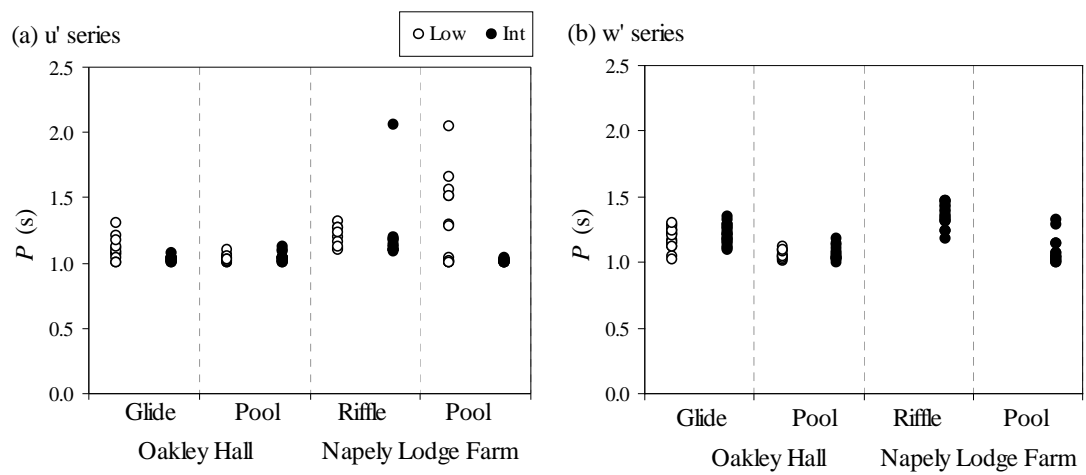 (a) u' series
Low Int
(b) w' series
2.5
2.0
1.5
1.0
0.5
0.0
P (s)
Glide Pool Riffle Pool
Oakley Hall Napely Lodge Farm
2.5
2.0
1.5
1.0
0.5
0.0
P (s)
Glide Pool Riffle Pool
Oakley Hall Napely Lodge Farm